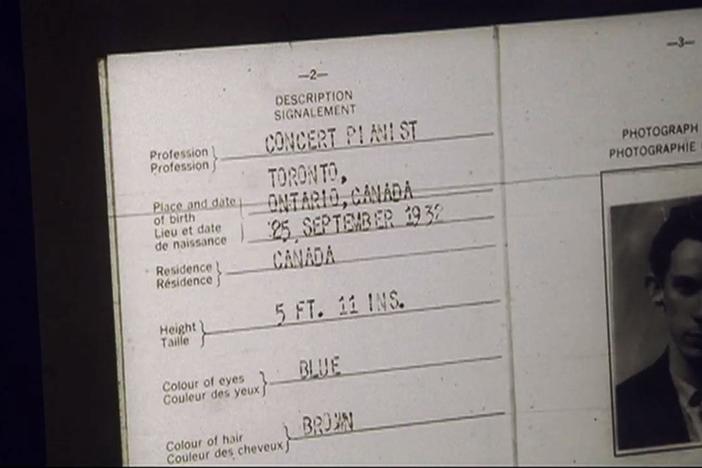 —2—
DESCRIPTION
SIGNALEMENT
Profession
Profession
CONCERT PIANIST
TORONTO,
Place and date
of birth
ONTARIO, CANADA
Lieu et date
de naissance
25 SEPTEMBER 1932
Residence
Résidence
CANADA
Height
Taille
5 FT. 11 INS.
Colour of eyes
Couleur des yeux
BLUE
Colour of hair
Couleur des cheveux
BROWN
—3—
PHOTOGRAPH
PHOTOGRAPHIE